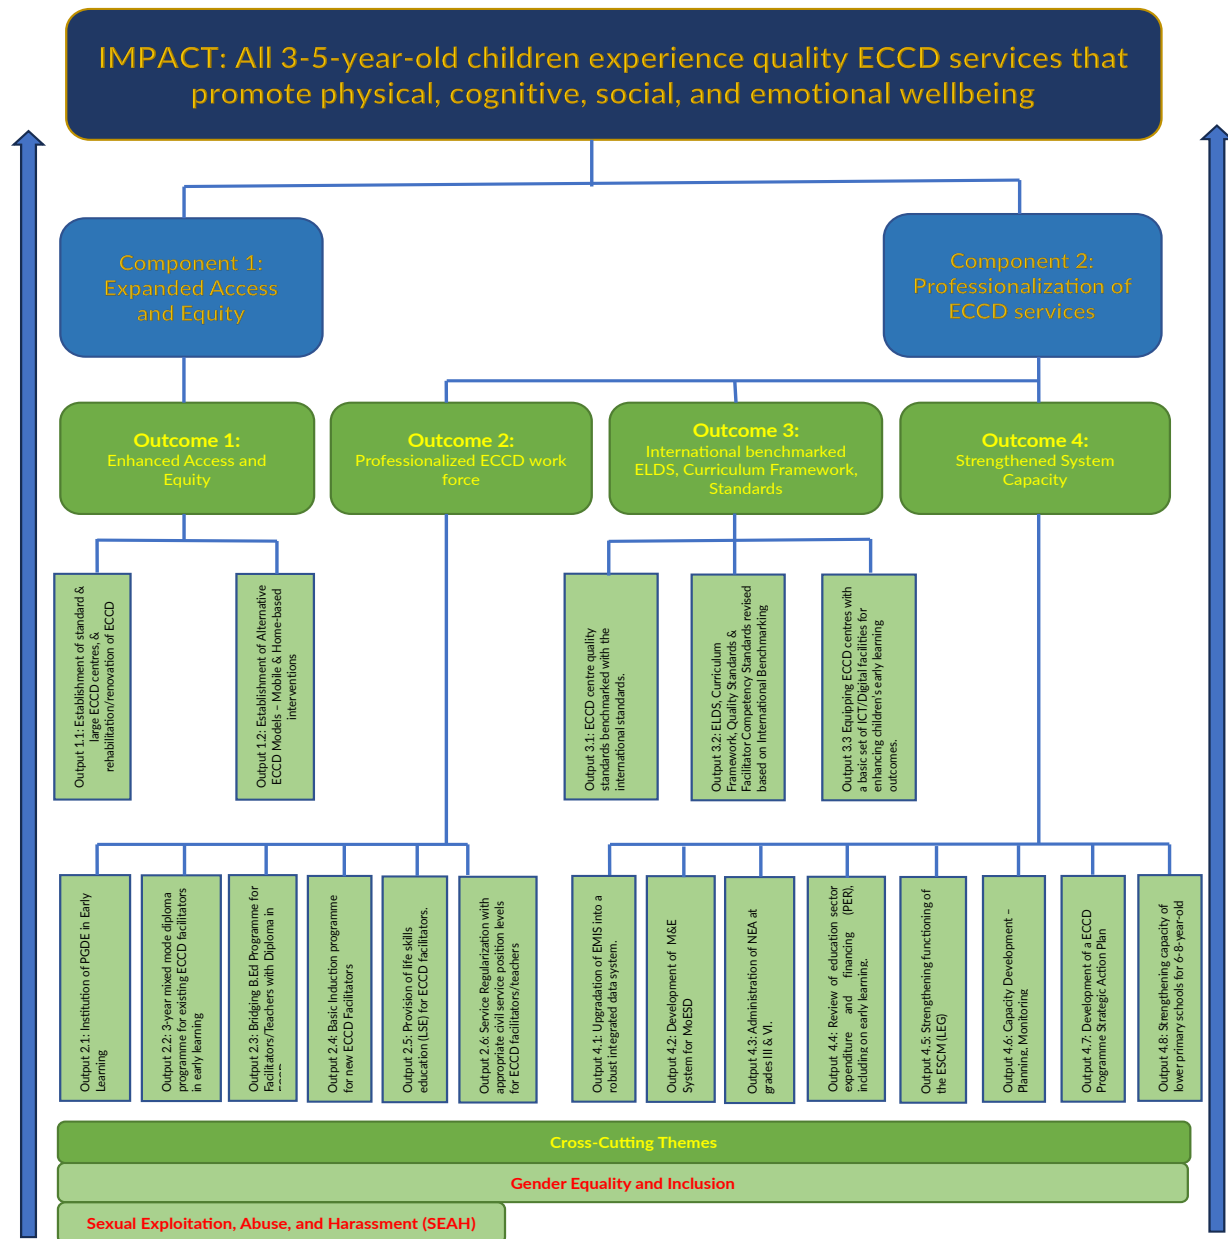 IMPACT: All 3-5-year-old children experience quality ECCD services that
promote physical, cognitive, social, and emotional wellbeing
Component 1:
Expanded Access
and Equity
Component 2:
Professionalization of
ECCD services
Outcome 1:
Enhanced Access and
Equity
Outcome 2:
Professionalized ECCD work
force
Outcome 3:
International benchmarked
ELDS, Curriculum Framework,
Standards
Outcome 4:
Strengthened System
Capacity
Output 1.1: Establishment of standard &
large ECCD centres, &
rehabilitation/renovation of ECCD
Output 1.2: Establishment of Alternative
ECCD Models – Mobile & Home-based
interventions
Output 3.1: ECCD centre quality
standards benchmarked with the
international standards.
Output 3.2: ELDS, Curriculum
Framework, Quality Standards &
Facilitator Competency Standards revised
based on International Benchmarking
Output 3.3 Equipping ECCD centres with
a basic set of ICT/Digital facilities for
enhancing children's early learning
outcomes.
Output 2.1: Institution of PGDE in Early
Learning
Output 2.2: 3-year mixed mode diploma
programme for existing ECCD facilitators
in early learning
Output 2.3: Bridging B.Ed Programme for
Facilitators/Teachers with Diploma in
Output 2.4: Basic Induction programme
for new ECCD Facilitators
Output 2.5: Provision of life skills
education (LSE) for ECCD facilitators.
Output 2.6: Service Regularization with
appropriate civil service position levels
for ECCD facilitators/teachers
Output 4.1: Upgradation of EMIS into a
robust integrated data system.
Output 4.2: Development of M&E
System for MoESD
Output 4.3: Administration of NEA at
grades III & VI.
Output 4.4: Review of education sector
expenditure and financing (PER),
including on early learning.
Output 4.5: Strengthening functioning of
the ESCM (LEG)
Output 4.6: Capacity Development –
Planning, Monitoring
Output 4.7: Development of a ECCD
Programme Strategic Action Plan
Output 4.8: Strengthening capacity of
lower primary schools for 6-8-year-old
Cross-Cutting Themes
Gender Equality and Inclusion
Sexual Exploitation, Abuse, and Harassment (SEAH)